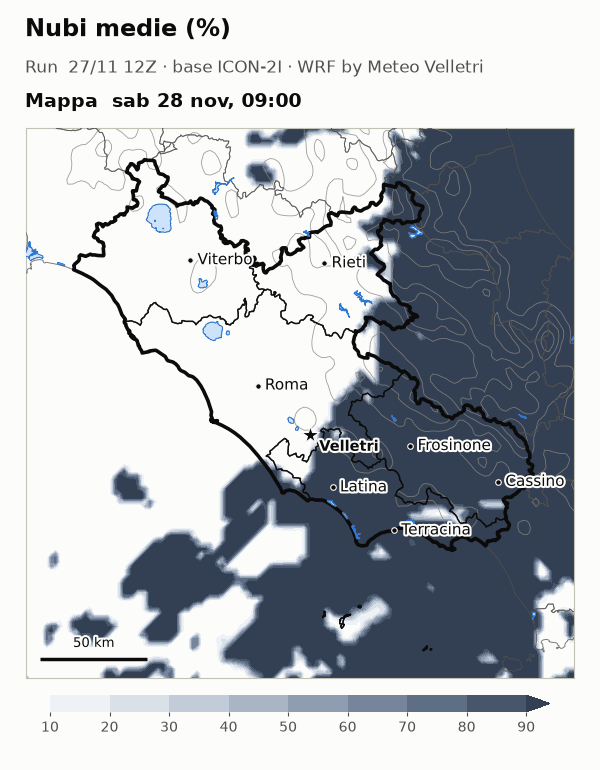 Nubi medie (%)
Run 27/11 12Z · base ICON-2I · WRF by Meteo Velletri
Mappa sab 28 nov, 09:00
Viterbo
Rieti
Roma
Velletri
Frosinone
Cassino
Latina
Terracina
50 km
10 20 30 40 50 60 70 80 90